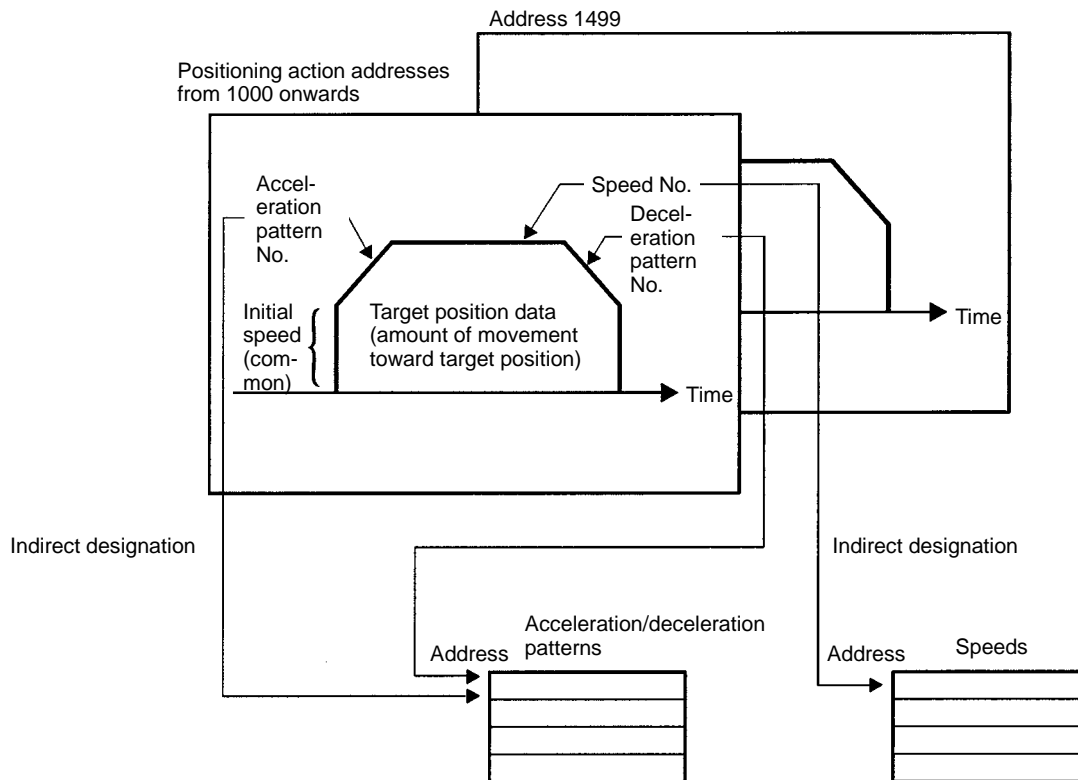 Address 1499
Positioning action addresses
from 1000 onwards
Accel-
eration
pattern
No.
Speed No.
Decel-
eration
pattern
No.
Initial
speed
(com-
mon)
Target position data
(amount of movement
toward target position)
Time
Time
Indirect designation
Indirect designation
Acceleration/deceleration
patterns
Address
Speeds
Address